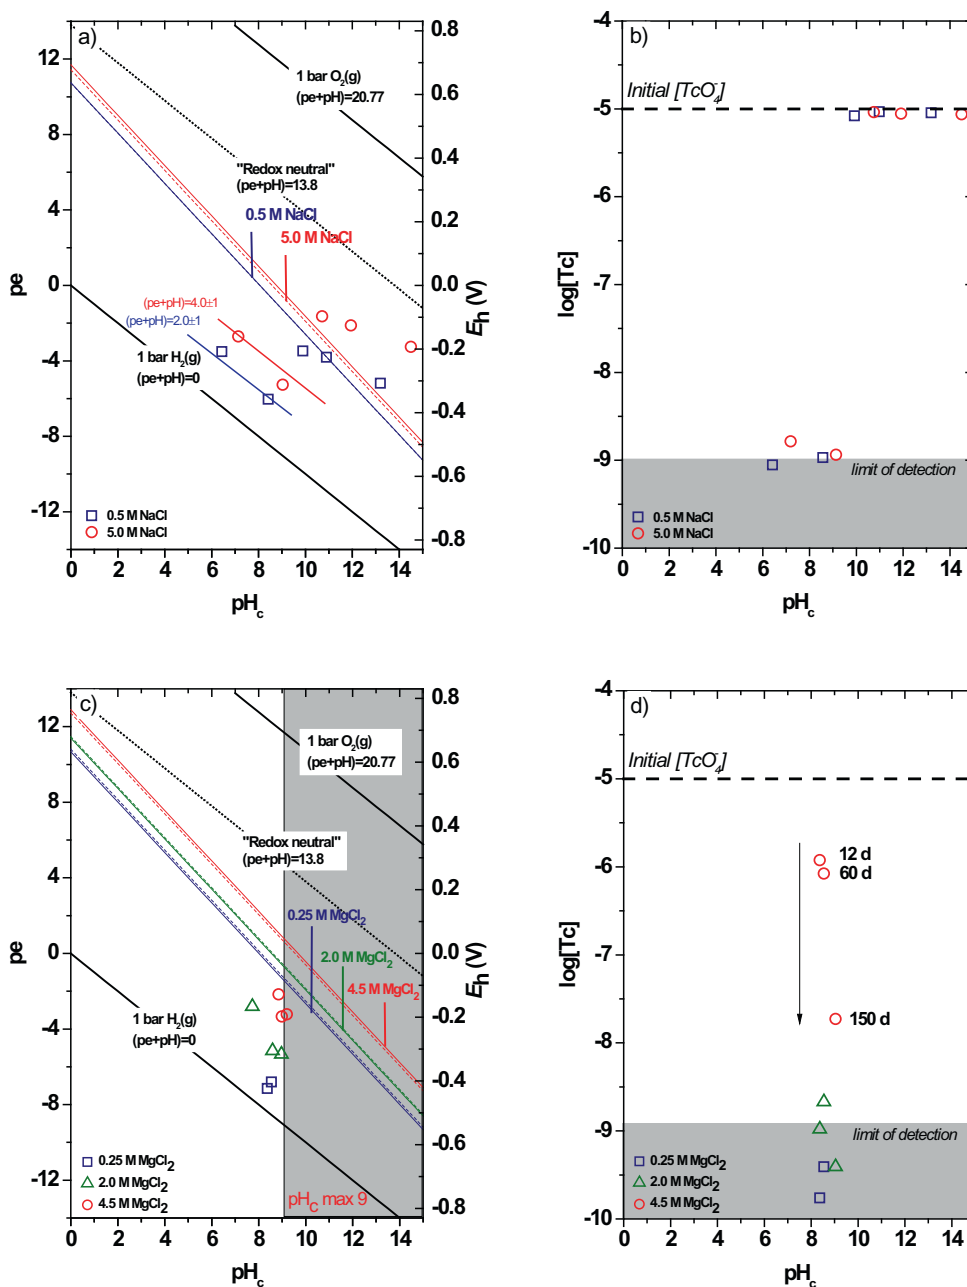 a)
12
8
4
0
-4
-8
-12
pe
0.8
0.6
0.4
0.2
0.0
-0.2
-0.4
-0.6
-0.8
Eh (V)
1 bar O2(g)
(pe+pH)=20.77
"Redox neutral"
(pe+pH)=13.8
0.5 M NaCl
5.0 M NaCl
(pe+pH)=4.0±1
(pe+pH)=2.0±1
1 bar H2(g)
(pe+pH)=0
0.5 M NaCl
5.0 M NaCl
0 2 4 6 8 10 12 14
pHc
b)
-4
-5
-6
-7
-8
-9
-10
log[Tc]
Initial [TcO4-]
limit of detection
0.5 M NaCl
5.0 M NaCl
0 2 4 6 8 10 12 14
pHc
c)
12
8
4
0
-4
-8
-12
pe
0.8
0.6
0.4
0.2
0.0
-0.2
-0.4
-0.6
-0.8
Eh (V)
1 bar O2(g)
(pe+pH)=20.77
"Redox neutral"
(pe+pH)=13.8
0.25 M MgCl2
2.0 M MgCl2
4.5 M MgCl2
1 bar H2(g)
(pe+pH)=0
0.25 M MgCl2
2.0 M MgCl2
4.5 M MgCl2
pHC max 9
0 2 4 6 8 10 12 14
pHc
d)
-4
-5
-6
-7
-8
-9
-10
log[Tc]
Initial [TcO4-]
12 d
60 d
150 d
limit of detection
0.25 M MgCl2
2.0 M MgCl2
4.5 M MgCl2
0 2 4 6 8 10 12 14
pHc